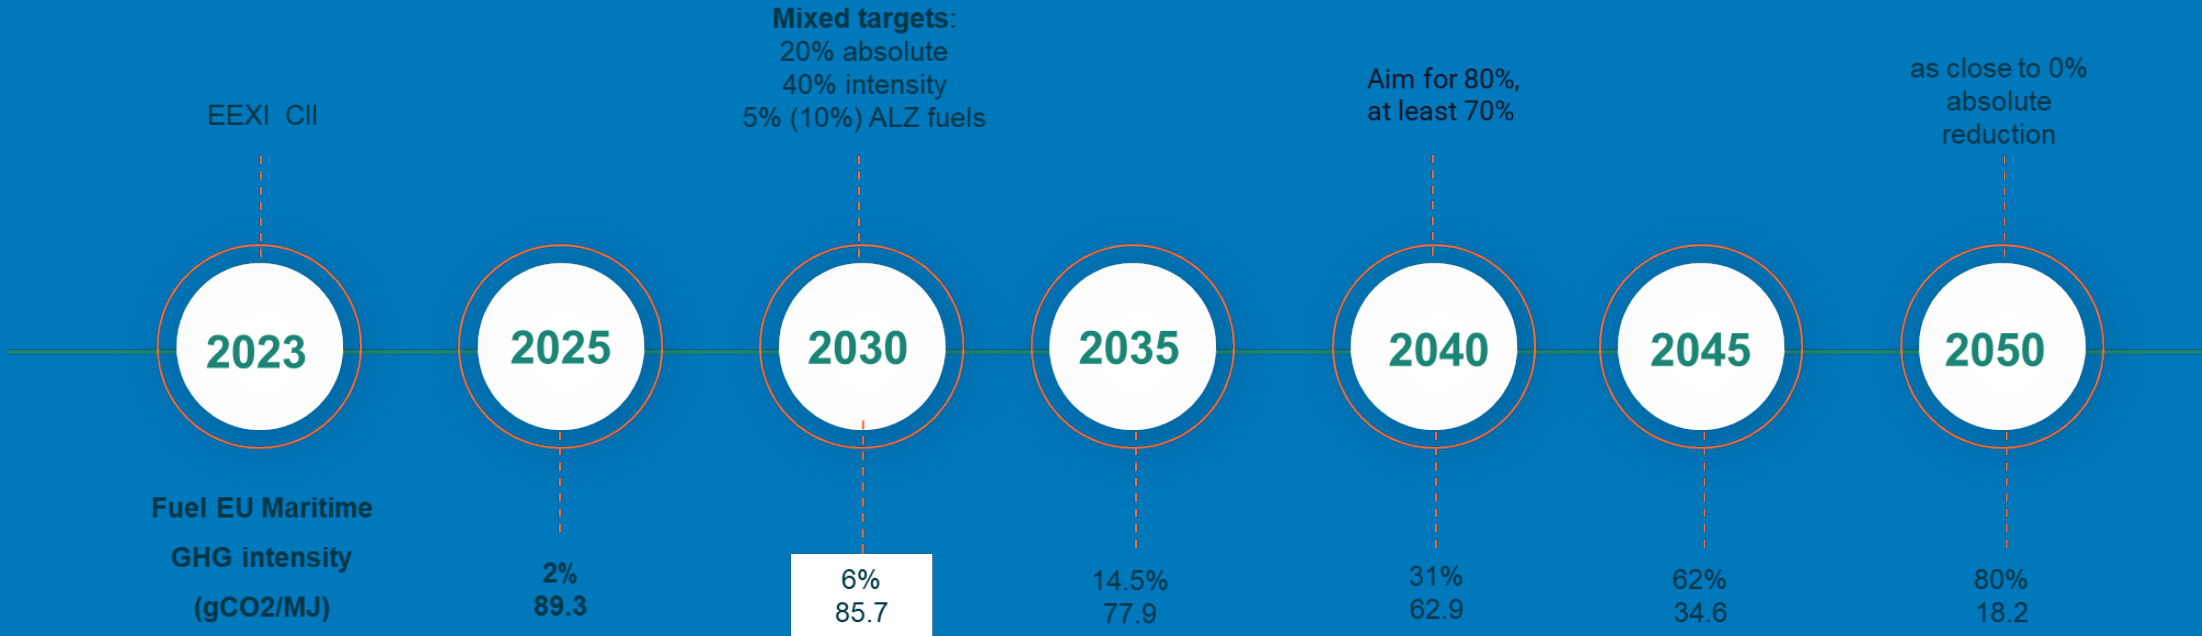 Mixed targets:
20% absolute
40% intensity
5% (10%) ALZ fuels
EEXI CII
Aim for 80%,
at least 70%
as close to 0%
absolute
reduction
2023
2025
2030
2035
2040
2045
2050
Fuel EU Maritime
GHG intensity
(gCO2/MJ)
2%
89.3
6%
85.7
14.5%
77.9
31%
62.9
62%
34.6
80%
18.2